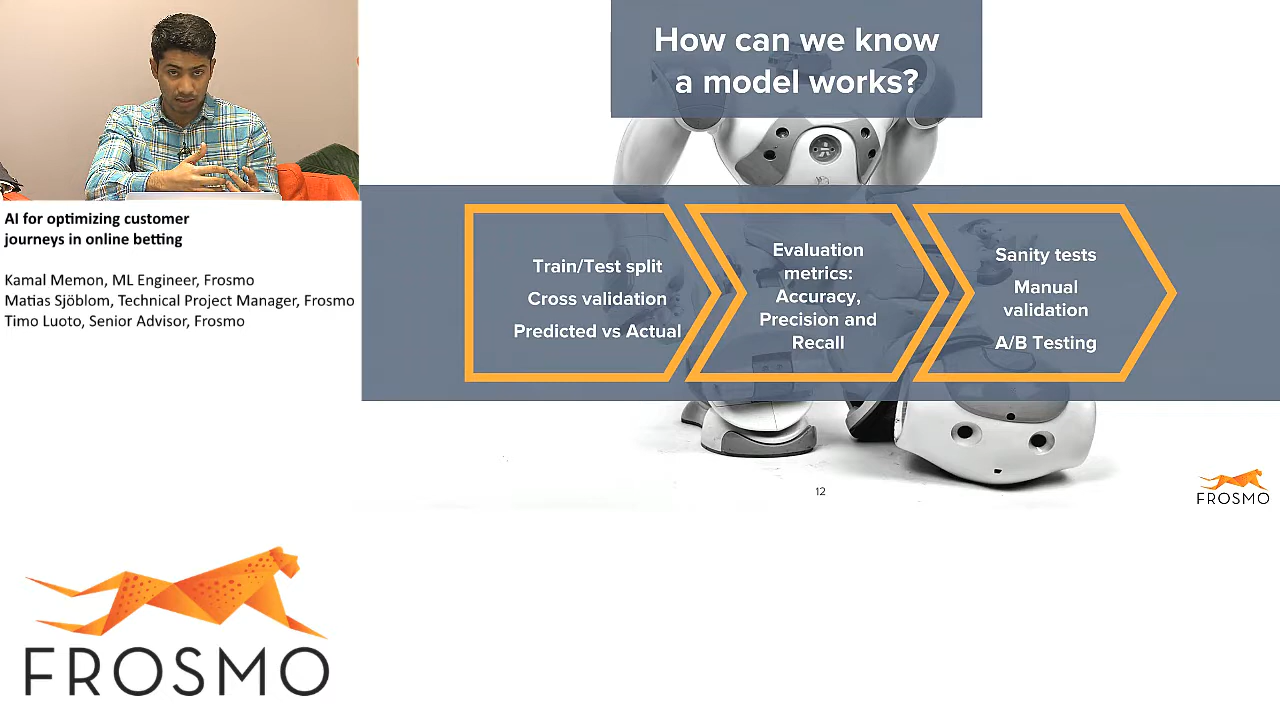 How can we know
a model works?
AI for optimizing customer
journeys in online betting
Kamal Memon, ML Engineer, Frosmo
Matias Sjöblom, Technical Project Manager, Frosmo
Timo Luoto, Senior Advisor, Frosmo
Train/Test split
Cross validation
Predicted vs Actual
Evaluation
metrics:
Accuracy,
Precision and
Recall
Sanity tests
Manual
validation
A/B Testing
12
FROSMO
FROSMO